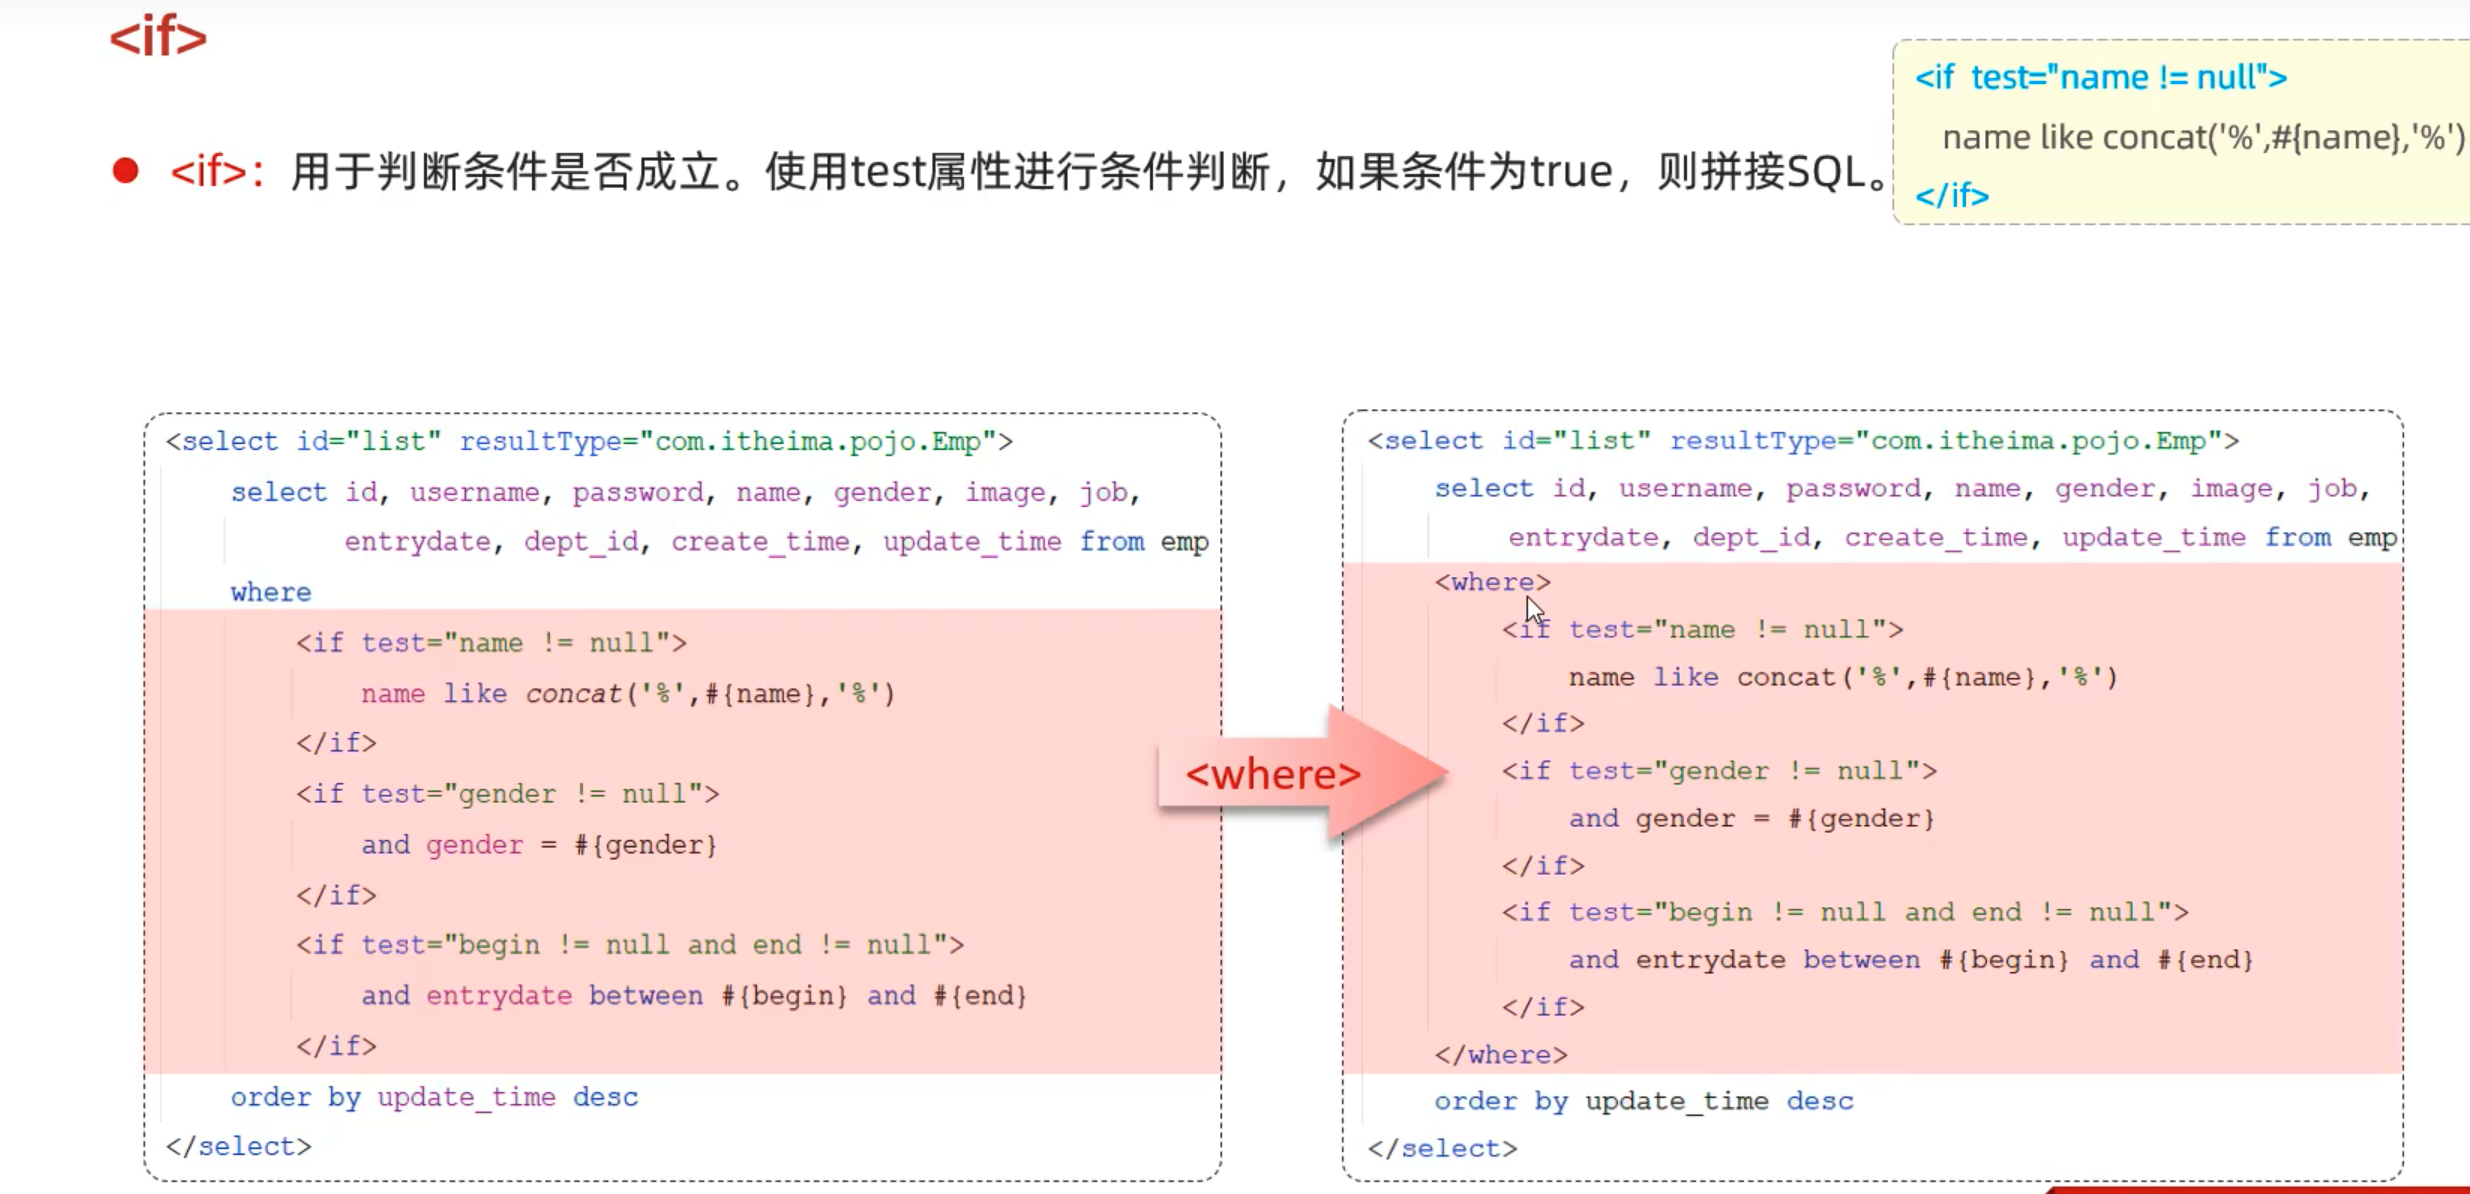 <if>
<if>：用于判断条件是否成立。使用test属性进行条件判断，如果条件为true，则拼接SQL。
<if test="name != null">
name like concat('%',#{name},'%')
</if>
<select id="list" resultType="com.itheima.pojo.Emp">
select id, username, password, name, gender, image, job,
entrydate, dept_id, create_time, update_time from emp
where
<if test="name != null">
name like concat('%',#{name},'%')
</if>
<if test="gender != null">
and gender = #{gender}
</if>
<if test="begin != null and end != null">
and entrydate between #{begin} and #{end}
</if>
order by update_time desc
</select>
<where>
<select id="list" resultType="com.itheima.pojo.Emp">
select id, username, password, name, gender, image, job,
entrydate, dept_id, create_time, update_time from emp
<where>
<if test="name != null">
name like concat('%',#{name},'%')
</if>
<if test="gender != null">
and gender = #{gender}
</if>
<if test="begin != null and end != null">
and entrydate between #{begin} and #{end}
</if>
</where>
order by update_time desc
</select>